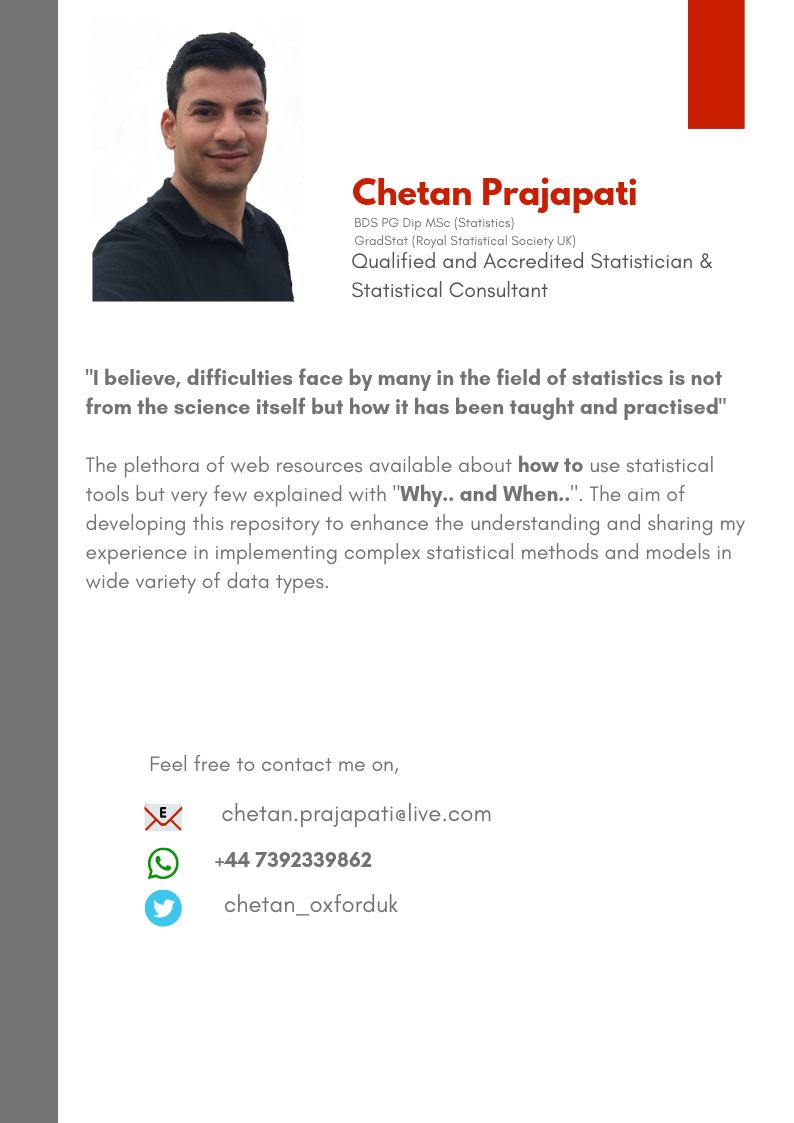 Chetan Prajapati
BDS PG Dip MSc (Statistics)
GradStat (Royal Statistical Society UK)
Qualified and Accredited Statistician &
Statistical Consultant
"I believe, difficulties face by many in the field of statistics is not
from the science itself but how it has been taught and practised"
The plethora of web resources available about how to use statistical
tools but very few explained with "Why.. and When..". The aim of
developing this repository to enhance the understanding and sharing my
experience in implementing complex statistical methods and models in
wide variety of data types.
Feel free to contact me on,
E
chetan.prajapati@live.com
+44 7392339862
chetan_oxforduk